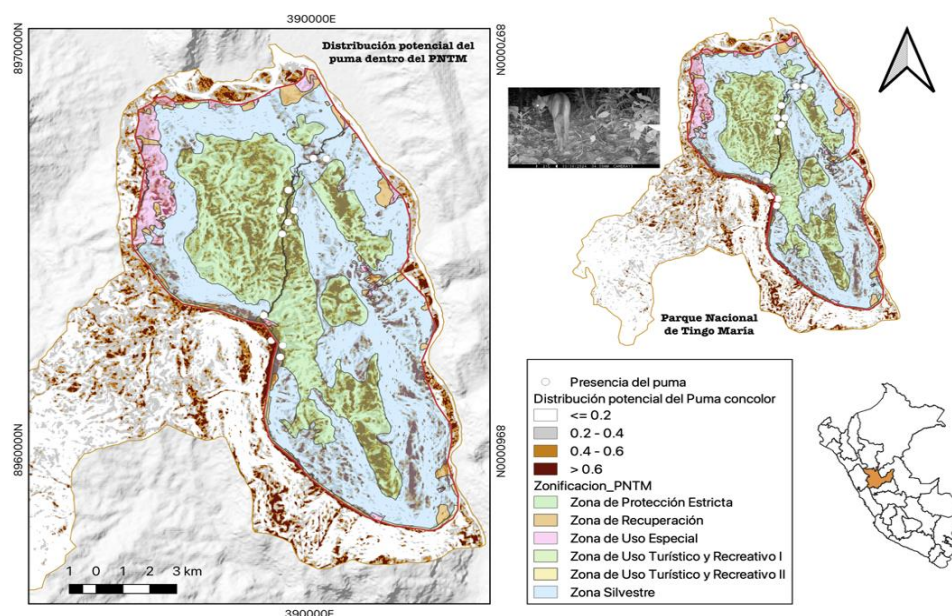 390000E
8970000N
Distribución potencial del
puma dentro del PNTM
8970000N
Parque Nacional
de Tingo María
8960000N
8960000N
Presencia del puma
Distribución potencial del Puma concolor
<= 0.2
0.2 - 0.4
0.4 - 0.6
> 0.6
Zonificacion_PNTM
Zona de Protección Estricta
Zona de Recuperación
Zona de Uso Especial
Zona de Uso Turístico y Recreativo I
Zona de Uso Turístico y Recreativo II
Zona Silvestre
1 0 1 2 3 km
390000E